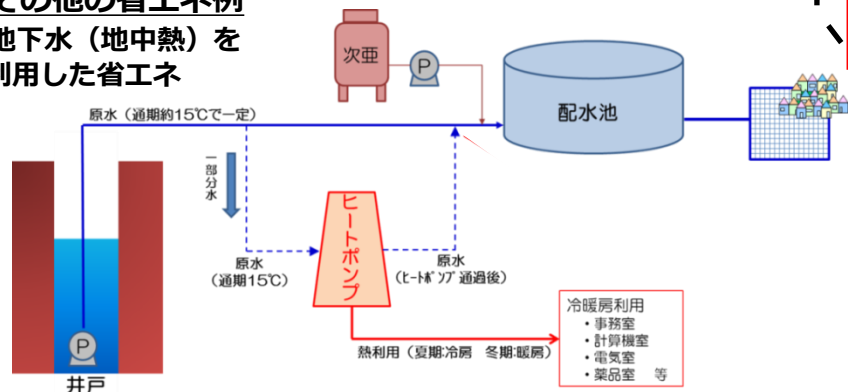 その他の省エネ例
地下水（地中熱）を
利用した省エネ
次亜
P
原水（通期約15℃で一定）
配水池
一部分水
ヒートポンプ
原水
（通期15℃）
原水
（ﾋｰﾄﾎﾟﾝﾌﾟ通過後）
P
井戸
熱利用（夏期:冷房　冬期:暖房）
冷暖房利用
・事務室
・計算機室
・電気室
・薬品室　等